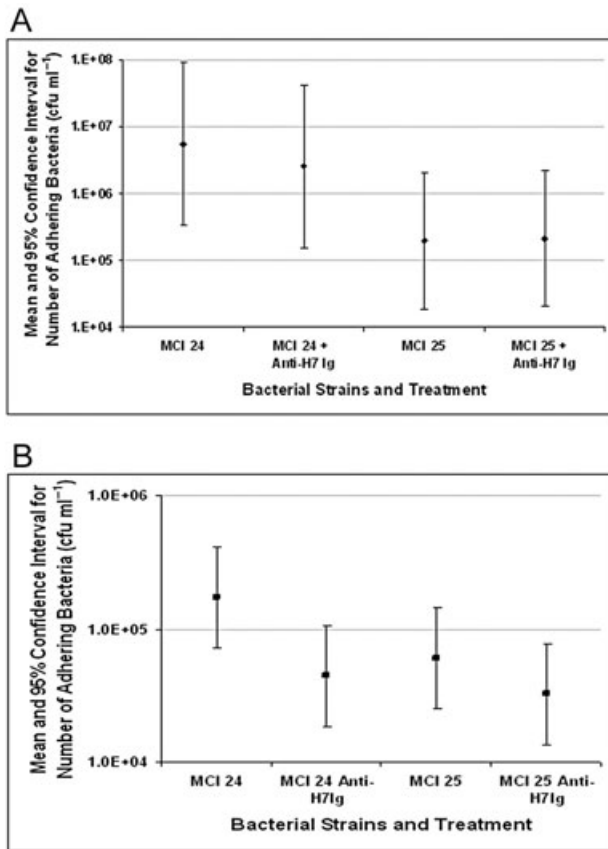 A
Mean and 95% Confidence Interval for
Number of Adhering Bacteria (cfu ml⁻¹)
1.E+08
1.E+07
1.E+06
1.E+05
1.E+04
MCI 24
MCI 24 +
Anti-H7 Ig
MCI 25
MCI 25 +
Anti-H7 Ig
Bacterial Strains and Treatment
B
Mean and 95% Confidence Interval for
Number of Adhering Bacteria (cfu ml⁻¹)
1.0E+06
1.0E+05
1.0E+04
MCI 24
MCI 24 Anti-
H7Ig
MCI 25
MCI 25 Anti-
H7Ig
Bacterial Strains and Treatment